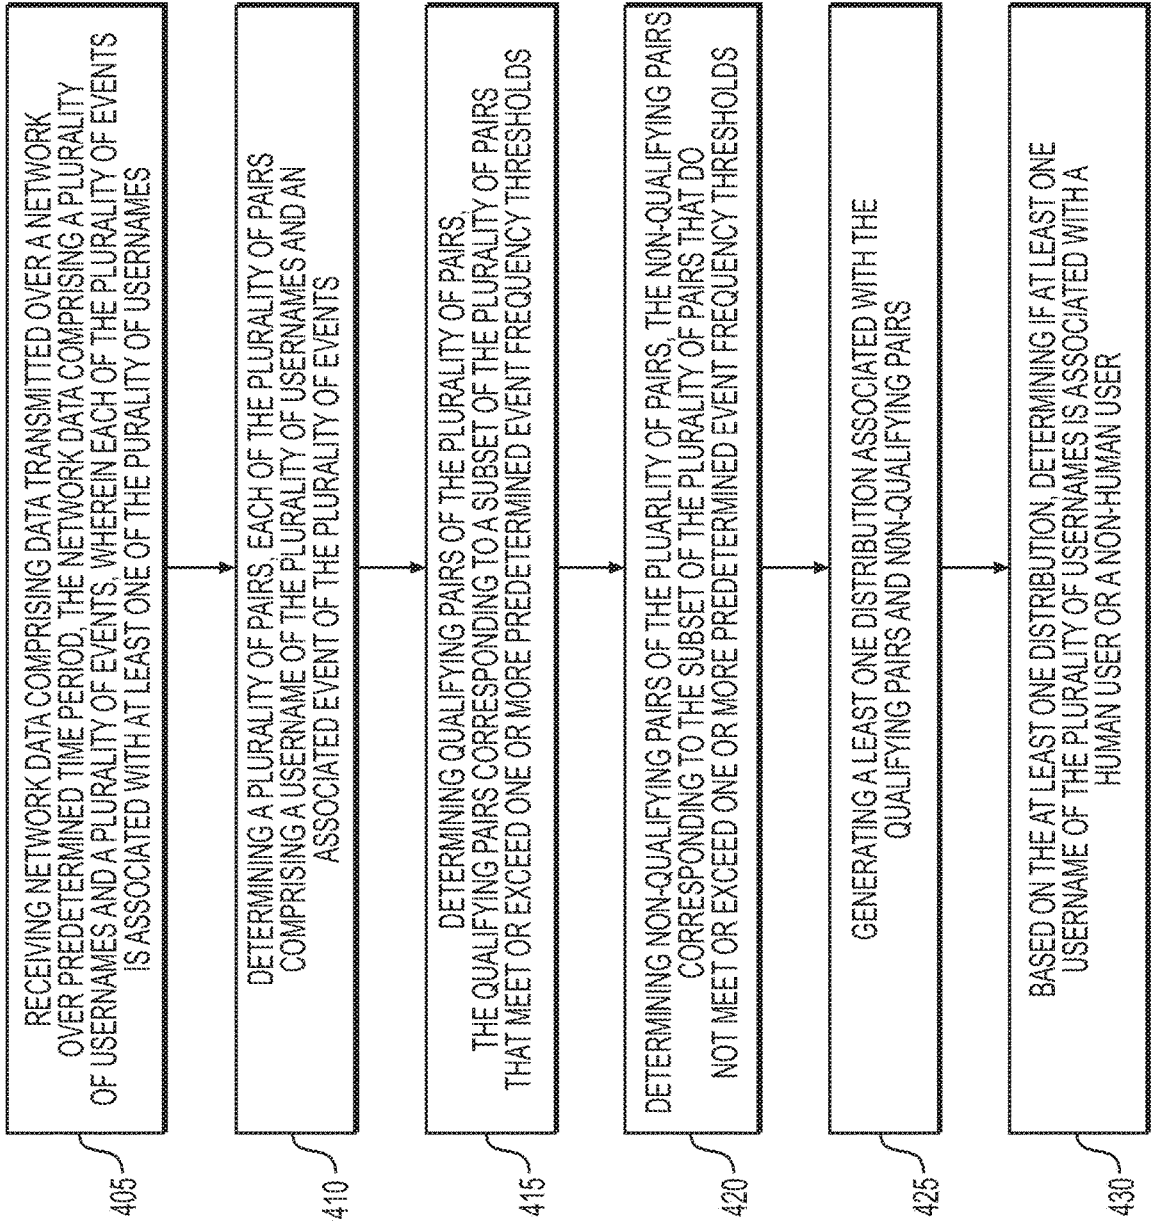 RECEIVING NETWORK DATA COMPRISING DATA TRANSMITTED OVER A NETWORK
OVER PREDETERMINED TIME PERIOD, THE NETWORK DATA COMPRISING A PLURALITY
OF USERNAMES AND A PLURALITY OF EVENTS, WHEREIN EACH OF THE PLURALITY OF EVENTS
IS ASSOCIATED WITH AT LEAST ONE OF THE PURALITY OF USERNAMES
405
DETERMINING A PLURALITY OF PAIRS, EACH OF THE PLURALITY OF PAIRS
COMPRISING A USERNAME OF THE PLURALITY OF USERNAMES AND AN
ASSOCIATED EVENT OF THE PLURALITY OF EVENTS
410
DETERMINING QUALIFYING PAIRS OF THE PLURALITY OF PAIRS,
THE QUALIFYING PAIRS CORRESPONDING TO A SUBSET OF THE PLURALITY OF PAIRS
THAT MEET OR EXCEED ONE OR MORE PREDETERMINED EVENT FREQUENCY THRESHOLDS
415
DETERMINING NON-QUALIFYING PAIRS OF THE PLUARLITY OF PAIRS, THE NON-QUALIFYING PAIRS
CORRESPONDING TO THE SUBSET OF THE PLURALITY OF PAIRS THAT DO
NOT MEET OR EXCEED ONE OR MORE PREDETERMINED EVENT FREQUENCY THRESHOLDS
420
GENERATING A LEAST ONE DISTRIBUTION ASSOCIATED WITH THE
QUALIFYING PAIRS AND NON-QUALIFYING PAIRS
425
BASED ON THE AT LEAST ONE DISTRIBUTION, DETERMINING IF AT LEAST ONE
USERNAME OF THE PLURALITY OF USERNAMES IS ASSOCIATED WITH A
HUMAN USER OR A NON-HUMAN USER
430